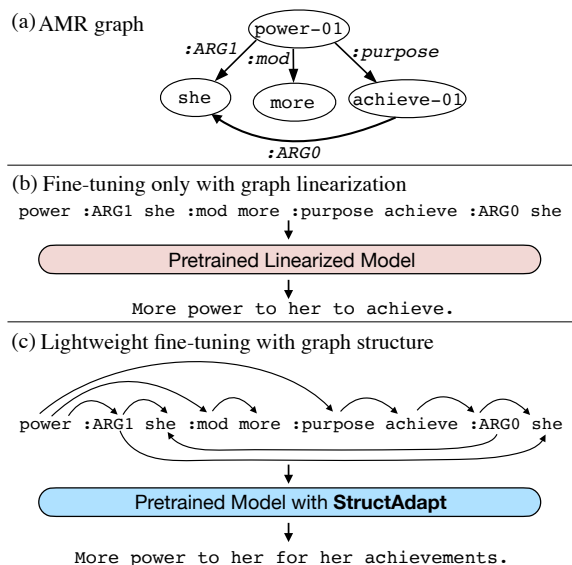 (a) AMR graph
power-01
:ARG1
:mod
:purpose
she
more
achieve-01
:ARG0
(b) Fine-tuning only with graph linearization
power :ARG1 she :mod more :purpose achieve :ARG0 she
Pretrained Linearized Model
More power to her to achieve.
(c) Lightweight fine-tuning with graph structure
power :ARG1 she :mod more :purpose achieve :ARG0 she
Pretrained Model with StructAdapt
More power to her for her achievements.